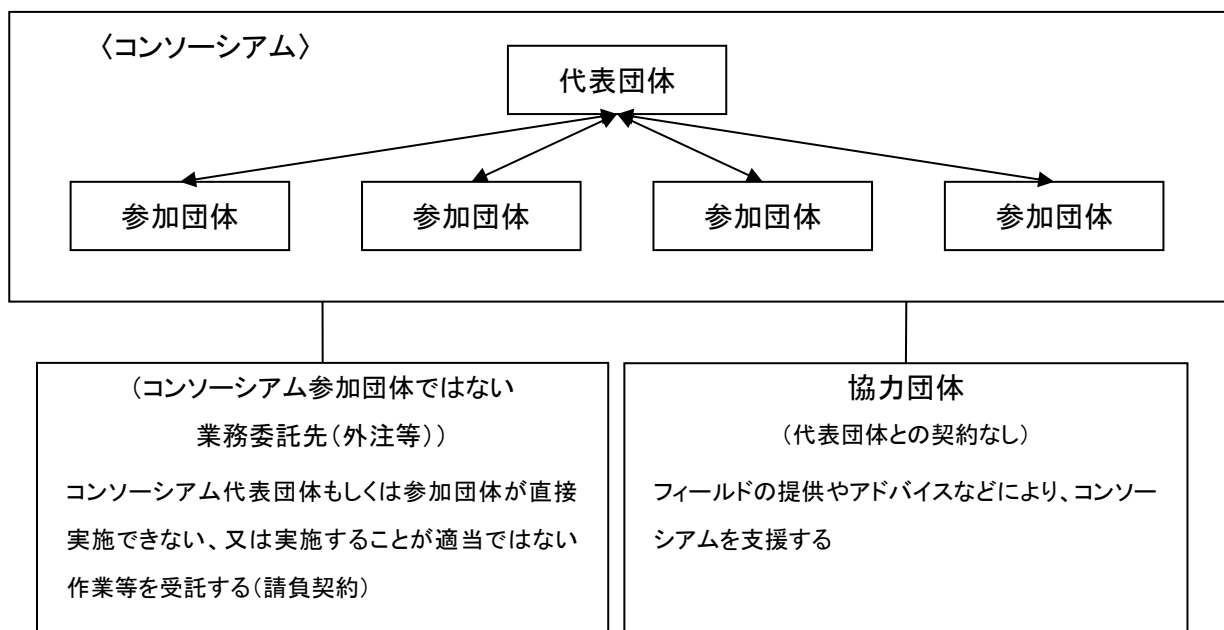 〈コンソーシアム〉
代表団体
参加団体
参加団体
参加団体
参加団体
(コンソーシアム参加団体ではない
業務委託先(外注等))
コンソーシアム代表団体もしくは参加団体が直接
実施できない、又は実施することが適当ではない
作業等を受託する(請負契約)
協力団体
(代表団体との契約なし)
フィールドの提供やアドバイスなどにより、コンソー
シアムを支援する